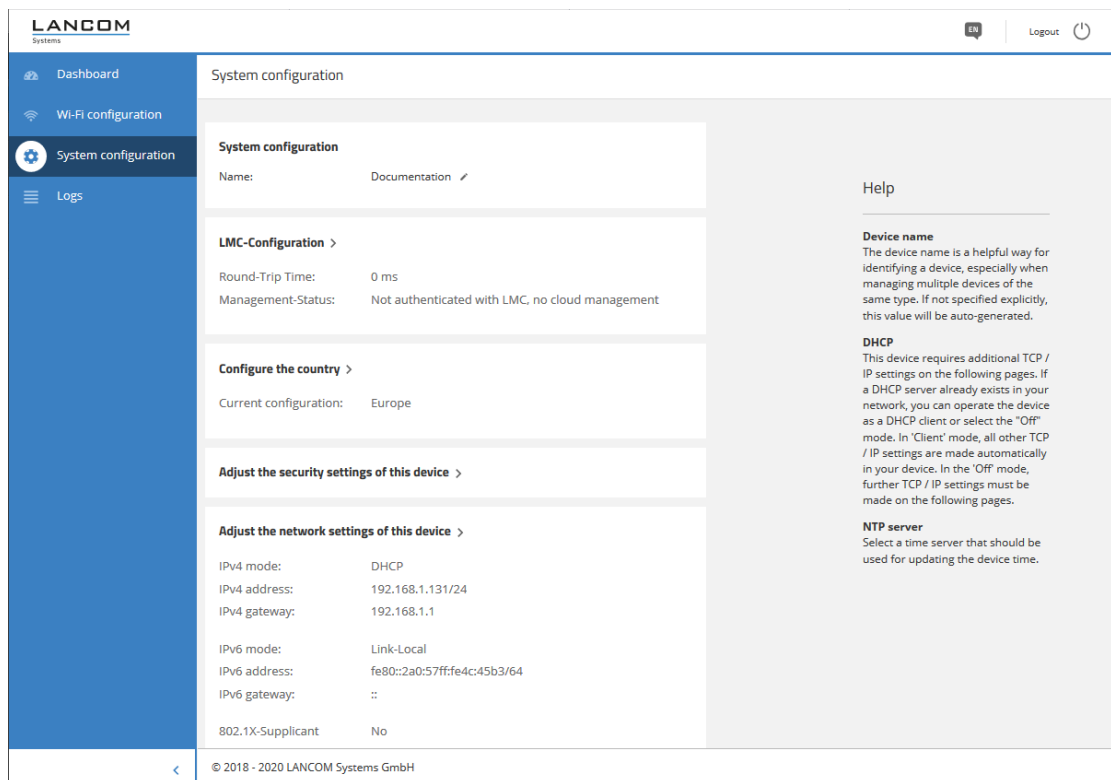 LANCOM
Systems
EN
Logout
Dashboard
Wi-Fi configuration
System configuration
Logs
System configuration
System configuration
Name: Documentation
LMC-Configuration >
Round-Trip Time: 0 ms
Management-Status: Not authenticated with LMC, no cloud management
Configure the country >
Current configuration: Europe
Adjust the security settings of this device >
Adjust the network settings of this device >
IPv4 mode: DHCP
IPv4 address: 192.168.1.131/24
IPv4 gateway: 192.168.1.1
IPv6 mode: Link-Local
IPv6 address: fe80::2a0:57ff:fe4c:45b3/64
IPv6 gateway: ::
802.1X-Supplicant No
Help
Device name
The device name is a helpful way for
identifying a device, especially when
managing mulitple devices of the
same type. If not specified explicitly,
this value will be auto-generated.
DHCP
This device requires additional TCP /
IP settings on the following pages. If
a DHCP server already exists in your
network, you can operate the device
as a DHCP client or select the "Off"
mode. In 'Client' mode, all other TCP
/ IP settings are made automatically
in your device. In the 'Off' mode,
further TCP / IP settings must be
made on the following pages.
NTP server
Select a time server that should be
used for updating the device time.
<
© 2018 - 2020 LANCOM Systems GmbH